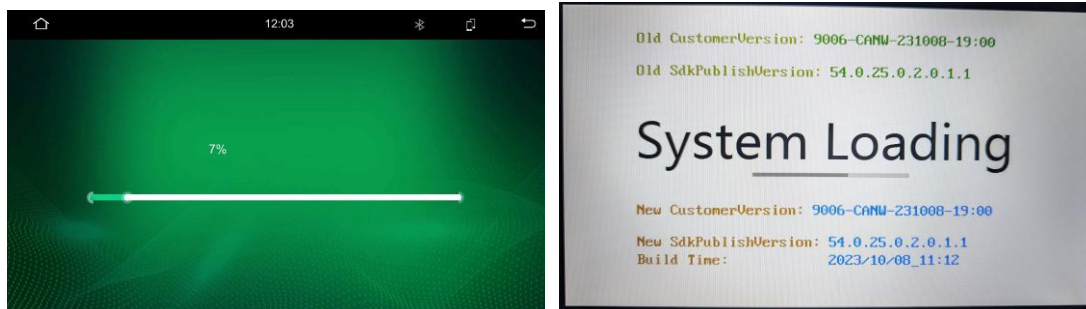 12:03
7%
Old CustomerVersion: 9006-CANW-231008-19:00
Old SdkPublishVersion: 54.0.25.0.2.0.1.1
System Loading
New CustomerVersion: 9006-CANW-231008-19:00
New SdkPublishVersion: 54.0.25.0.2.0.1.1
Build Time: 2023/10/08_11:12